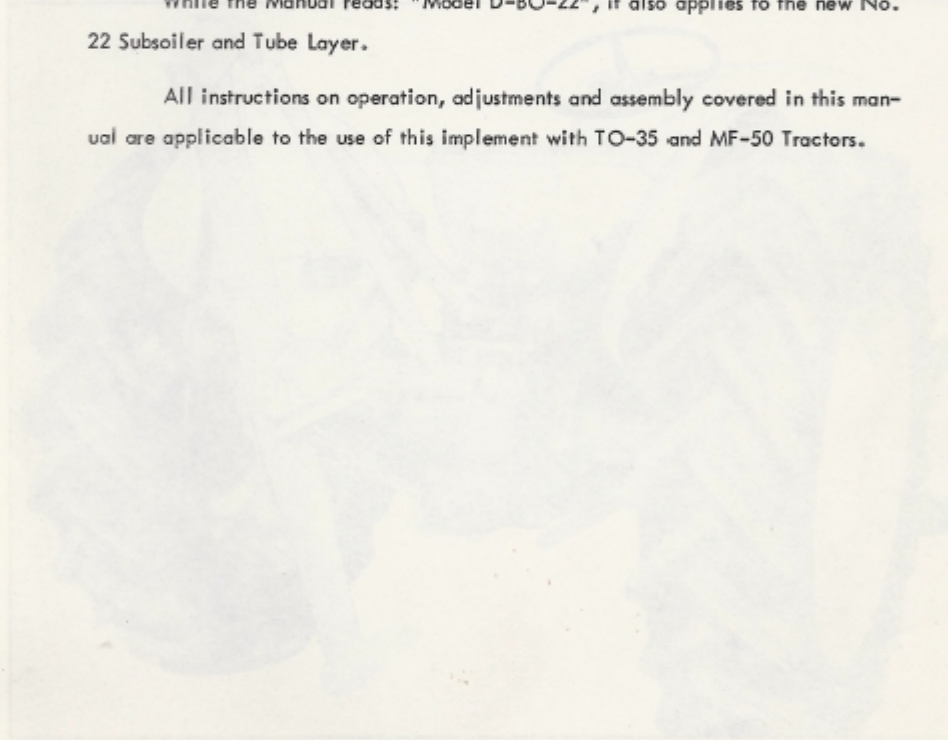 While the Manual reads: "Model D-BO-22", it also applies to the new No.
22 Subsoiler and Tube Layer.
All instructions on operation, adjustments and assembly covered in this man-
ual are applicable to the use of this implement with TO-35 and MF-50 Tractors.